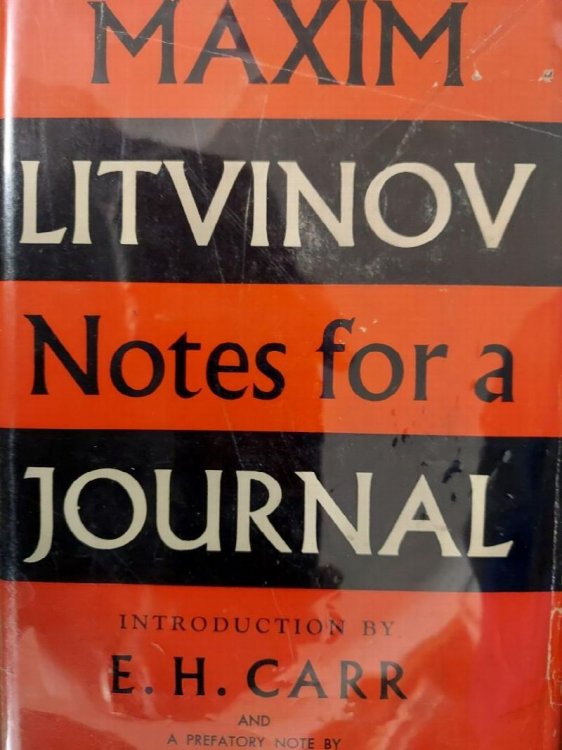 MAXIM
LITVINOV
Notes for a
JOURNAL
INTRODUCTION BY
E. H. CARR
AND
A PREFATORY NOTE BY